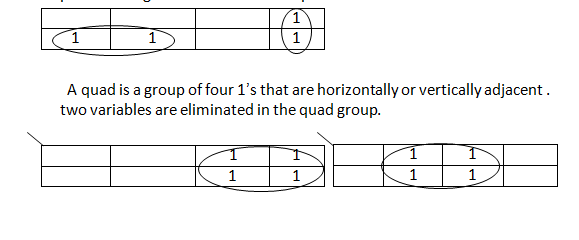 1
1 1 1
A quad is a group of four 1's that are horizontally or vertically adjacent .
two variables are eliminated in the quad group.
1 1 1 1
1 1 1 1